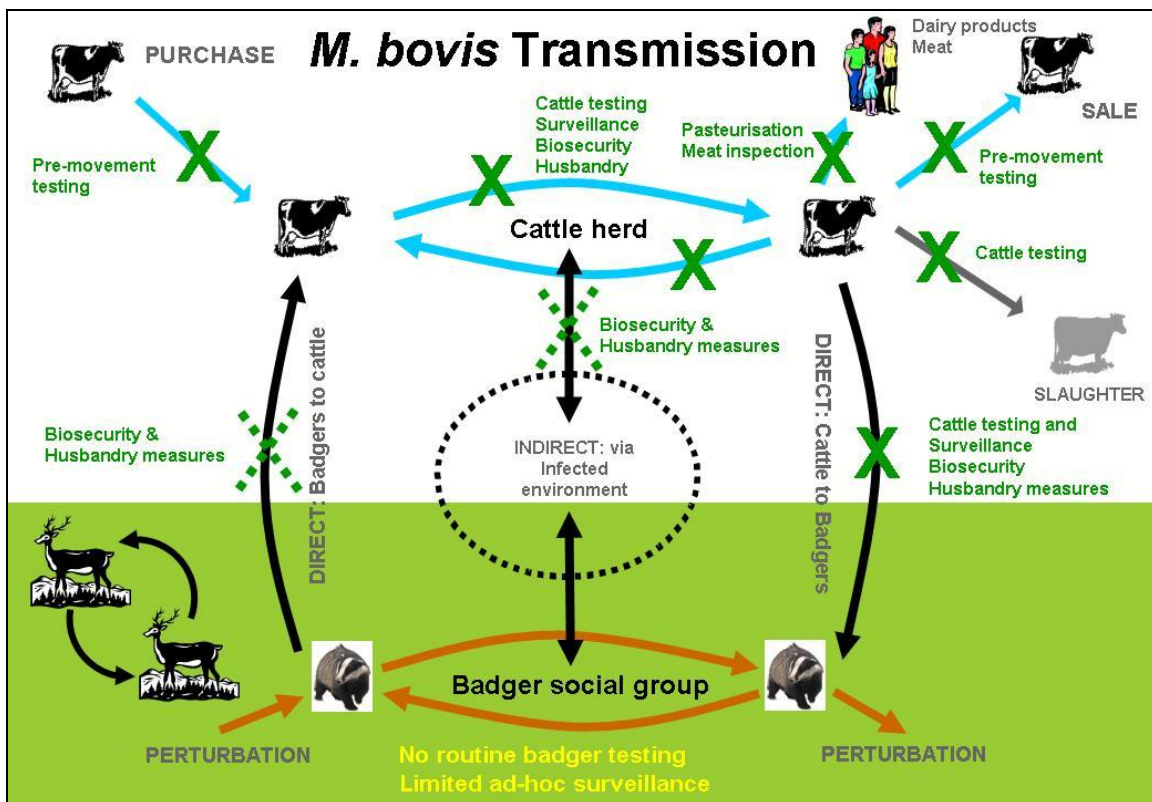 PURCHASE
M. bovis Transmission
Dairy products
Meat
SALE
Cattle testing
Surveillance
Biosecurity
Husbandry
Pasteurisation
Meat inspection
X
X
X
X
Pre-movement
testing
Pre-movement
testing
Cattle herd
X
X
Cattle testing
Biosecurity &
Husbandry measures
SLAUGHTER
DIRECT: Badgers to cattle
DIRECT: Cattle to Badgers
Biosecurity &
Husbandry measures
INDIRECT: via
Infected
environment
X
Cattle testing and
Surveillance
Biosecurity
Husbandry measures
Badger social group
PERTURBATION
No routine badger testing
Limited ad-hoc surveillance
PERTURBATION